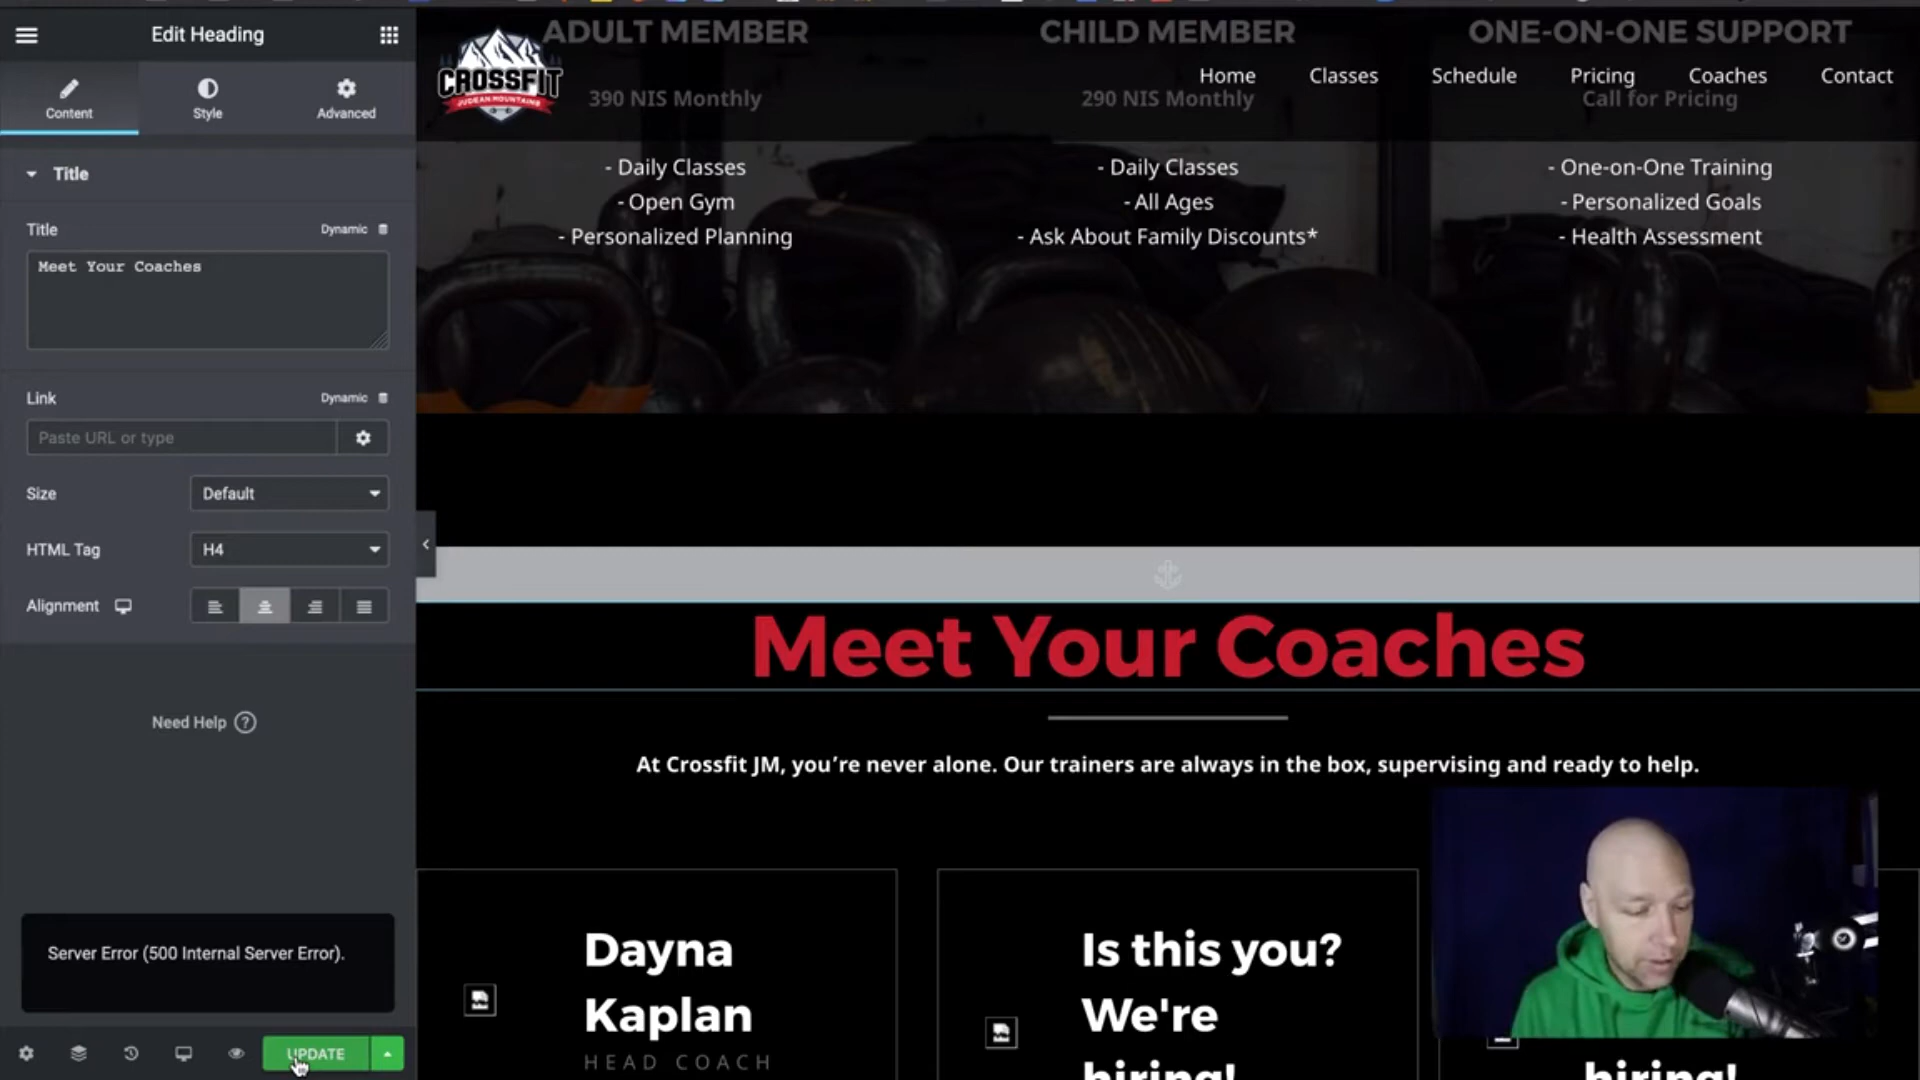 Edit Heading
Content
Style
Advanced
Title
Title
Dynamic
Meet Your Coaches
Link
Dynamic
Paste URL or type
Size
Default
HTML Tag
H4
Alignment
Need Help ?
Server Error (500 Internal Server Error).
UPDATE
CROSSFIT
JUDEAN MOUNTAINS
Home
Classes
Schedule
Pricing
Coaches
Contact
ADULT MEMBER
390 NIS Monthly
- Daily Classes
- Open Gym
- Personalized Planning
CHILD MEMBER
290 NIS Monthly
- Daily Classes
- All Ages
- Ask About Family Discounts*
ONE-ON-ONE SUPPORT
Call for Pricing
- One-on-One Training
- Personalized Goals
- Health Assessment
Meet Your Coaches
At Crossfit JM, you're never alone. Our trainers are always in the box, supervising and ready to help.
Dayna
Kaplan
HEAD COACH
Is this you?
We're
hiring!
hiring!